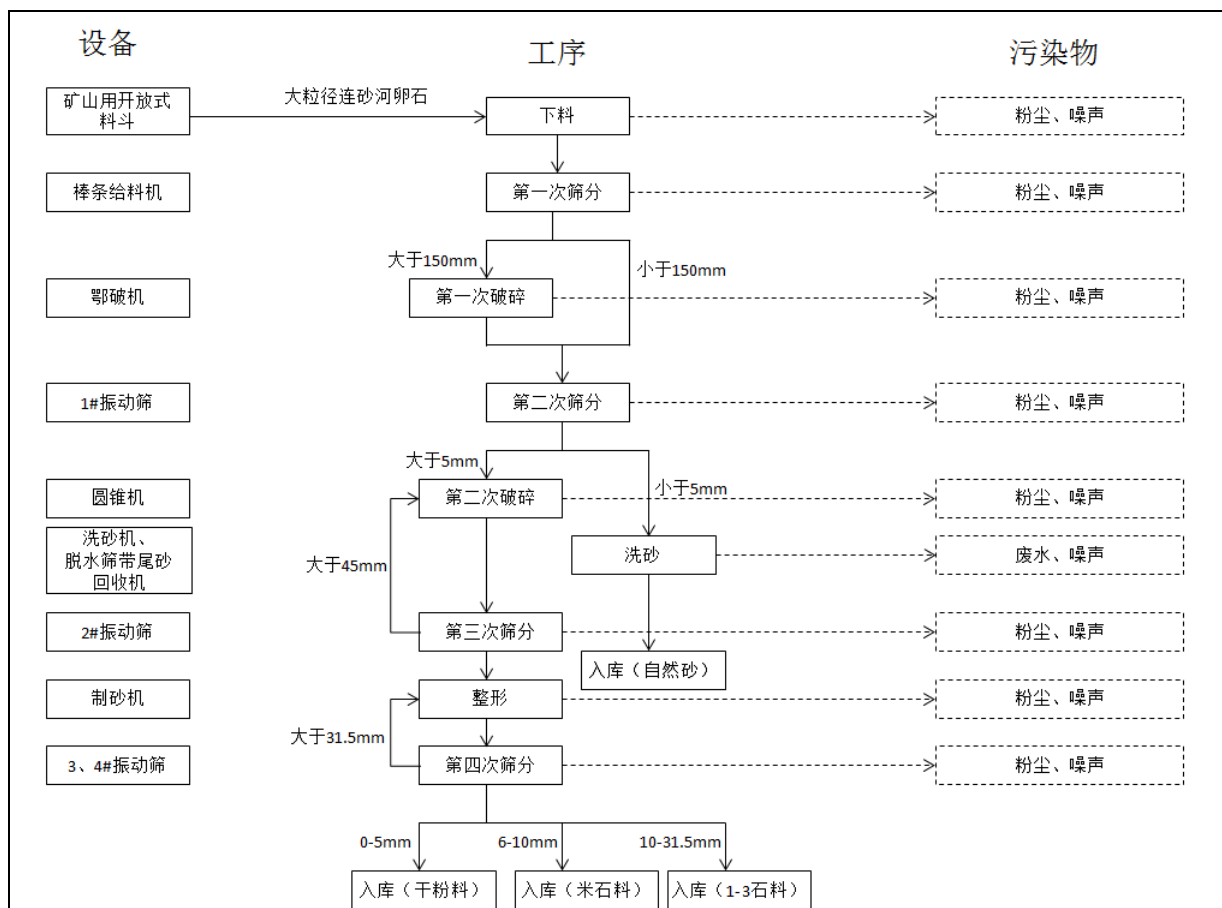 设备
工序
污染物
矿山用开放式
料斗
大粒径连砂河卵石
下料
粉尘、噪声
棒条给料机
第一次筛分
粉尘、噪声
大于150mm
小于150mm
鄂破机
第一次破碎
粉尘、噪声
1#振动筛
第二次筛分
粉尘、噪声
大于5mm
小于5mm
圆锥机
第二次破碎
粉尘、噪声
洗砂机、
脱水筛带尾砂
回收机
大于45mm
洗砂
废水、噪声
2#振动筛
第三次筛分
粉尘、噪声
入库（自然砂）
制砂机
整形
粉尘、噪声
大于31.5mm
3、4#振动筛
第四次筛分
粉尘、噪声
0-5mm
6-10mm
10-31.5mm
入库（干粉料）
入库（米石料）
入库（1-3石料）